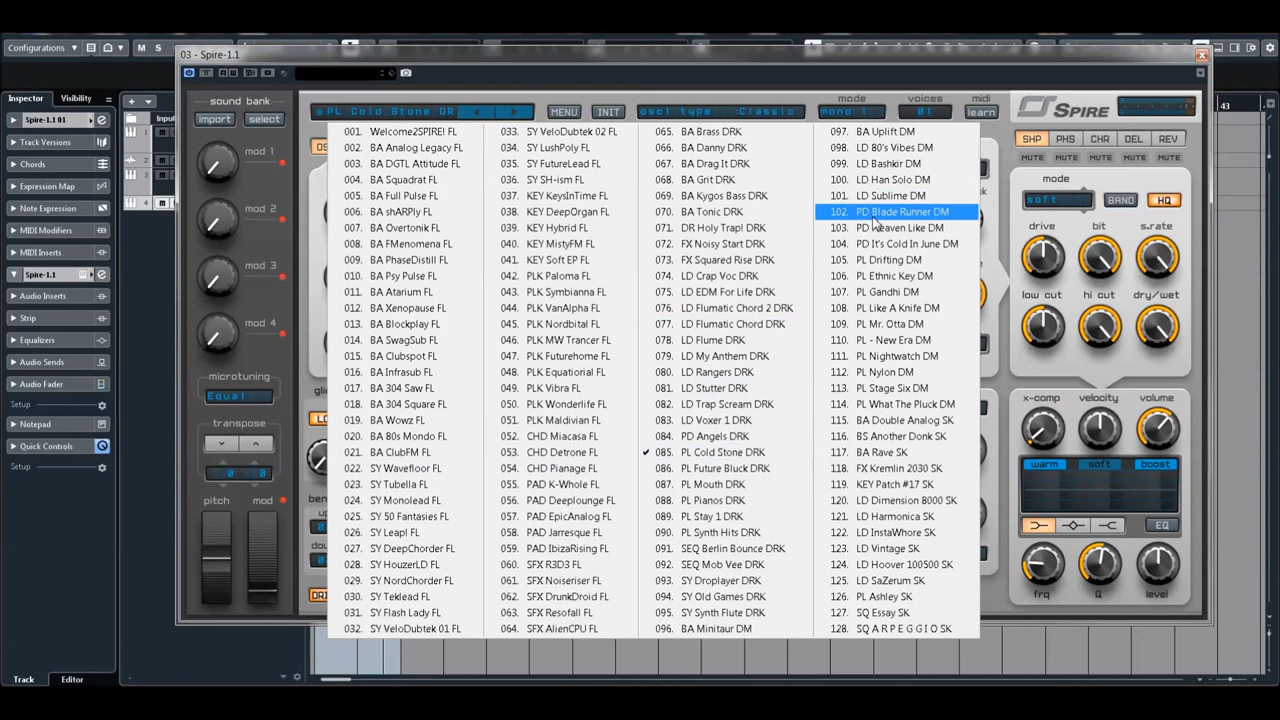 Configurations
M
S
03 - Spire-1.1
Inspector
Visibility
Spire-1.1 01
Track Versions
Chords
Expression Map
Note Expression
MIDI Modifiers
MIDI Inserts
Spire-1.1
Audio Inserts
Strip
Equalizers
Audio Sends
Audio Fader
Setup
Notepad
Quick Controls
Setup
Track
Editor
Input
1
2
3
4
43
sound bank
import
select
mod 1
mod 2
mod 3
mod 4
microtuning
Equal
transpose
0
0
pitch
mod
PL Cold Stone DR
MENU
INIT
osc1 type :Classic
mode
mono 1
voices
01
midi
learn
SPIRE
001. Welcome2SPIRE! FL
002. BA Adolog Legacy FL
003. BA DGTL Attitude FL
004. BA Squadrat FL
005. BA Full Pulse FL
006. BA shARPly FL
007. BA Overtonik FL
008. BA FMenomena FL
009. BA PhaseDistill FL
010. BA Psy Pulse FL
011. BA Atarium FL
012. BA Xenopause FL
013. BA Blockplay FL
014. BA SwagSub FL
015. BA Clubspot FL
016. BA Infrasub FL
017. BA 304 Saw FL
018. BA 304 Square FL
019. BA Wowz FL
020. BA 80s Mondo FL
021. BA ClubFM FL
022. SY Wavefloor FL
023. SY Tubella FL
024. SY Monolead FL
025. SY 50 Fantasies FL
026. SY Leap! FL
027. SY DeepChorder FL
028. SY HouzerLD FL
029. SY NordChorder FL
030. SY Teklead FL
031. SY Flash Lady FL
032. SY VeloDubtek 01 FL
033. SY VeloDubtek 02 FL
034. SY LushPoly FL
035. SY FutureLead FL
036. SY SH-ism FL
037. KEY KeysInTime FL
038. KEY DeepOrgan FL
039. KEY Hybrid FL
040. KEY MistyFM FL
041. KEY Soft EP FL
042. PLK Paloma FL
043. PLK Symbianna FL
044. PLK VanAlpha FL
045. PLK Nordbital FL
046. PLK MW Trancer FL
047. PLK Futurehome FL
048. PLK Equatorial FL
049. PLK Vibra FL
050. PLK Wonderlife FL
051. PLK Maldivian FL
052. CHD Miacasa FL
053. CHD Detrone FL
054. CHD Pianage FL
055. PAD K-Whole FL
056. PAD Deeplounge FL
057. PAD EpicAnalog FL
058. PAD Jarresque FL
059. PAD IbizaRising FL
060. SFX R3D3 FL
061. SFX Noiseriser FL
062. SFX DrunkDroid FL
063. SFX Resofall FL
064. SFX AlienCPU FL
065. BA Brass DRK
066. BA Danny DRK
067. BA Drag It DRK
068. BA Grit DRK
069. BA Kygos Bass DRK
070. BA Tonic DRK
071. DR Holy Trap! DRK
072. FX Noisy Start DRK
073. FX Squared Rise DRK
074. LD Crap Voc DRK
075. LD EDM For Life DRK
076. LD Flumatic Chord 2 DRK
077. LD Flumatic Chord DRK
078. LD Flume DRK
079. LD My Anthem DRK
080. LD Rangers DRK
081. LD Stutter DRK
082. LD Trap Scream DRK
083. LD Voxer 1 DRK
084. PD Angels DRK
085. PL Cold Stone DRK
086. PL Future Bluck DRK
087. PL Mouth DRK
088. PL Pianos DRK
089. PL Stay 1 DRK
090. PL Synth Hits DRK
091. SEQ Berlin Bounce DRK
092. SEQ Mob Vee DRK
093. SY Droplayer DRK
094. SY Old Games DRK
095. SY Synth Flute DRK
096. BA Minitaur DM
097. BA Uplift DM
098. LD 80's Vibes DM
099. LD Bashkir DM
100. LD Han Solo DM
101. LD Sublime DM
102. PD Blade Runner DM
103. PD Heaven Like DM
104. PD It's Cold In June DM
105. PL Drifting DM
106. PL Ethnic Key DM
107. PL Gandhi DM
108. PL Like A Knife DM
109. PL Mr. Otta DM
110. PL - New Era DM
111. PL Nightwatch DM
112. PL Nylon DM
113. PL Stage Six DM
114. PL What The Pluck DM
115. BA Double Analog SK
116. BS Another Donk SK
117. BA Rave SK
118. FX Kremlin 2030 SK
119. KEY Patch #17 SK
120. LD Dimension 8000 SK
121. LD Harmonica SK
122. LD InstaWhore SK
123. LD Vintage SK
124. LD Hoover 100500 SK
125. LD SaZerum SK
126. PL Ashley SK
127. SQ Essay SK
128. SQ A R P E G G I O SK
SHP
PHS
CHR
DEL
REV
MUTE
MUTE
MUTE
MUTE
MUTE
mode
soft
BAND
HQ
drive
bit
s.rate
low cut
hi cut
dry/wet
x-comp
velocity
volume
warm
soft
boost
EQ
frq
Q
level